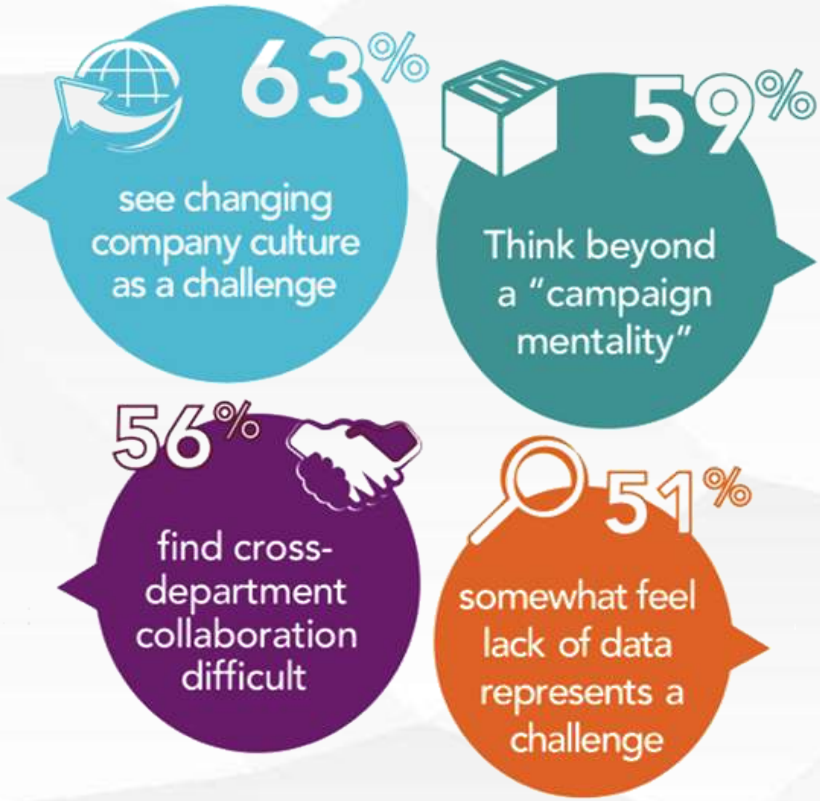 63%
see changing
company culture
as a challenge
59%
Think beyond
a “campaign
mentality”
56%
find cross-
department
collaboration
difficult
51%
somewhat feel
lack of data
represents a
challenge